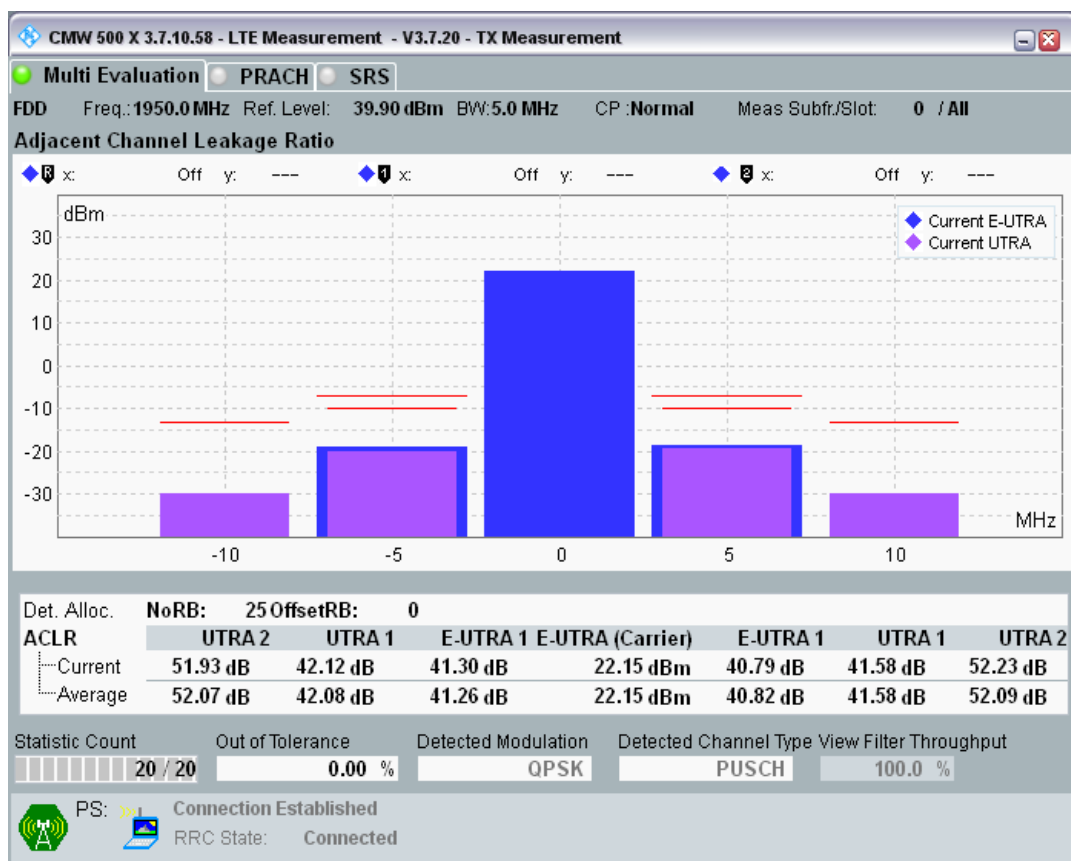 CMW 500 X 3.7.10.58 - LTE Measurement - V3.7.20 - TX Measurement
Multi Evaluation PRACH SRS
FDD Freq.: 1950.0 MHz Ref. Level: 39.90 dBm BW: 5.0 MHz CP : Normal Meas Subfr./Slot: 0 / All
Adjacent Channel Leakage Ratio
R x: Off y: --- 1 x: Off y: --- 2 x: Off y: ---
dBm
Current E-UTRA
Current UTRA
30
20
10
0
-10
-20
-30
MHz
-10 -5 0 5 10
Det. Alloc. NoRB: 25 OffsetRB: 0
ACLR UTRA 2 UTRA 1 E-UTRA 1 E-UTRA (Carrier) E-UTRA 1 UTRA 1 UTRA 2
Current 51.93 dB 42.12 dB 41.30 dB 22.15 dBm 40.79 dB 41.58 dB 52.23 dB
Average 52.07 dB 42.08 dB 41.26 dB 22.15 dBm 40.82 dB 41.58 dB 52.09 dB
Statistic Count Out of Tolerance Detected Modulation Detected Channel Type View Filter Throughput
20 / 20 0.00 % QPSK PUSCH 100.0 %
PS: Connection Established
RRC State: Connected